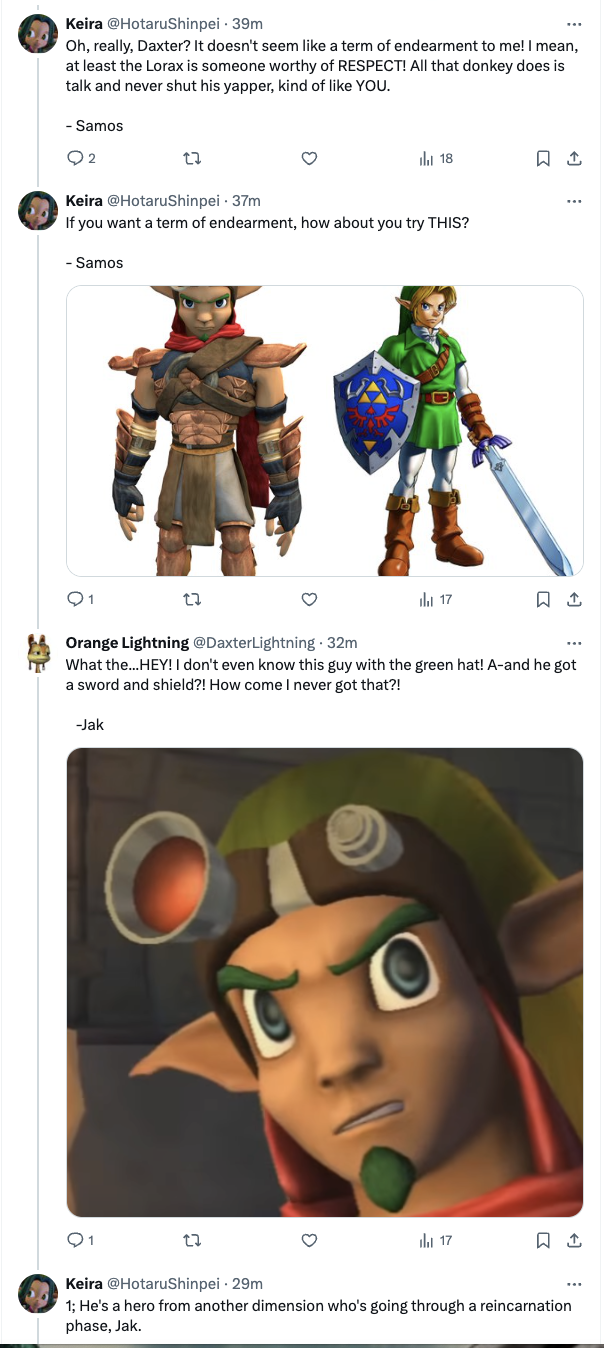 Keira @HotaruShinpei · 39m
Oh, really, Daxter? It doesn't seem like a term of endearment to me! I mean,
at least the Lorax is someone worthy of RESPECT! All that donkey does is
talk and never shut his yapper, kind of like YOU.
- Samos
2 18
Keira @HotaruShinpei · 37m
If you want a term of endearment, how about you try THIS?
- Samos
1 17
Orange Lightning @DaxterLightning · 32m
What the...HEY! I don't even know this guy with the green hat! A-and he got
a sword and shield?! How come I never got that?!
-Jak
1 17
Keira @HotaruShinpei · 29m
1; He's a hero from another dimension who's going through a reincarnation
phase, Jak.